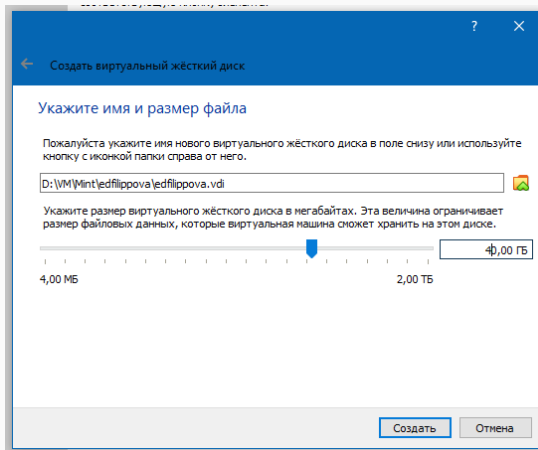 ?
Создать виртуальный жёсткий диск
Укажите имя и размер файла
Пожалуйста укажите имя нового виртуального жёсткого диска в поле снизу или используйте
кнопку с иконкой папки справа от него.
D:\VM\Mint\edfilippova\edfilippova.vdi
Укажите размер виртуального жёсткого диска в мегабайтах. Эта величина ограничивает
размер файловых данных, которые виртуальная машина сможет хранить на этом диске.
40,00 ГБ
4,00 МБ 2,00 ТБ
Создать Отмена